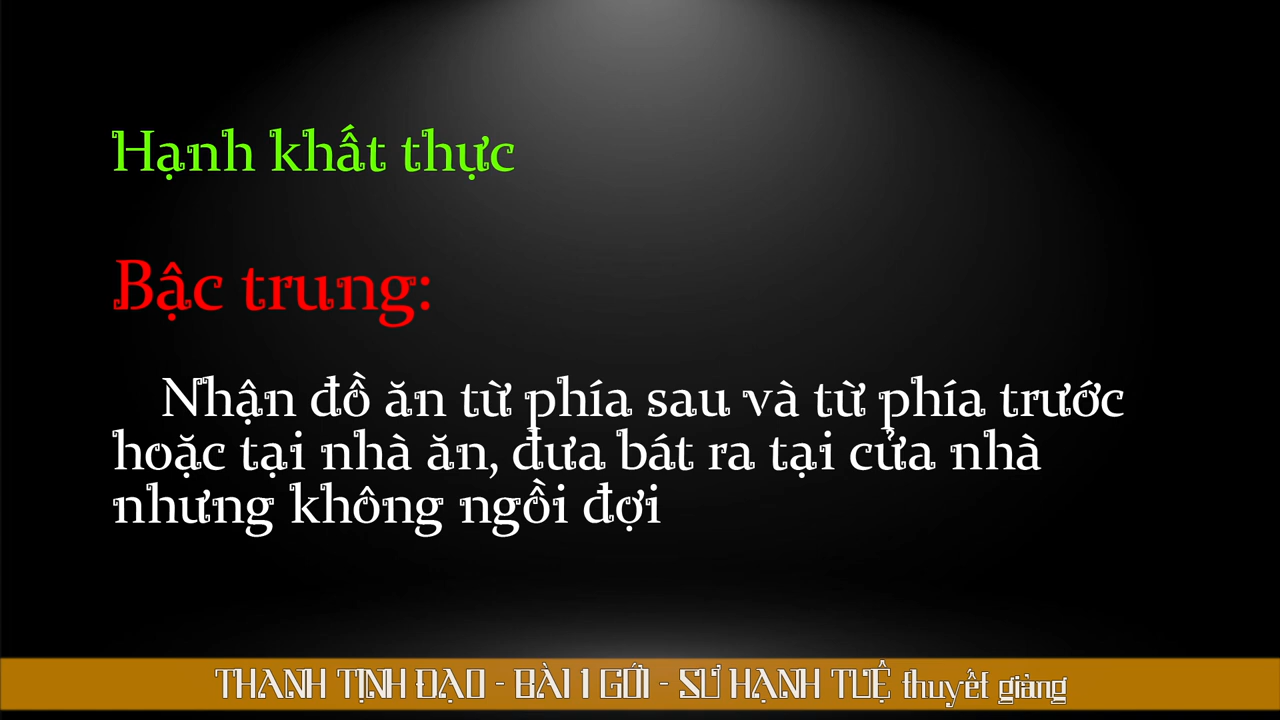 Hạnh khất thực
Bậc trung:
Nhận đồ ăn từ phía sau và từ phía trước
hoặc tại nhà ăn, đưa bát ra tại cửa nhà
nhưng không ngồi đợi
THANH TỊNH ĐẠO - BÀI 1 GỚI - SƯ HẠNH TUỆ thuyết giàng